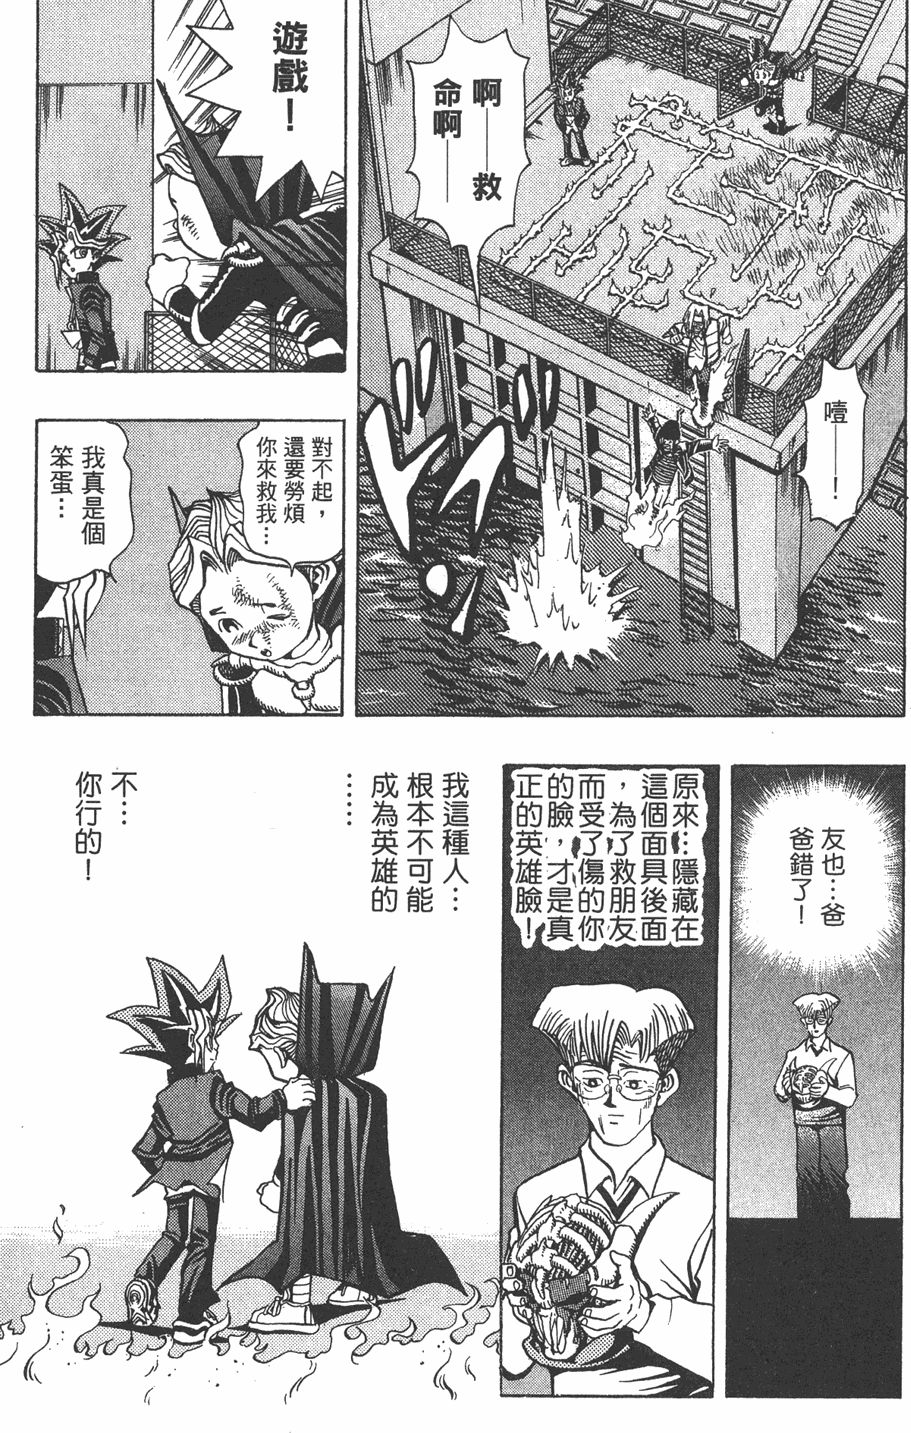 啊——救
命啊——
噎——！
ドドボ
遊戲！
對不起，
還要勞煩
你來救我…
我真是個
笨蛋…
友也…爸
爸錯了！
原來…隱藏在
這個面具後面
，為了救朋友
而受了傷的你
的臉，才是真
正的英雄臉！
我這種人…
根本不可能
成為英雄的
……
不…
你行的！